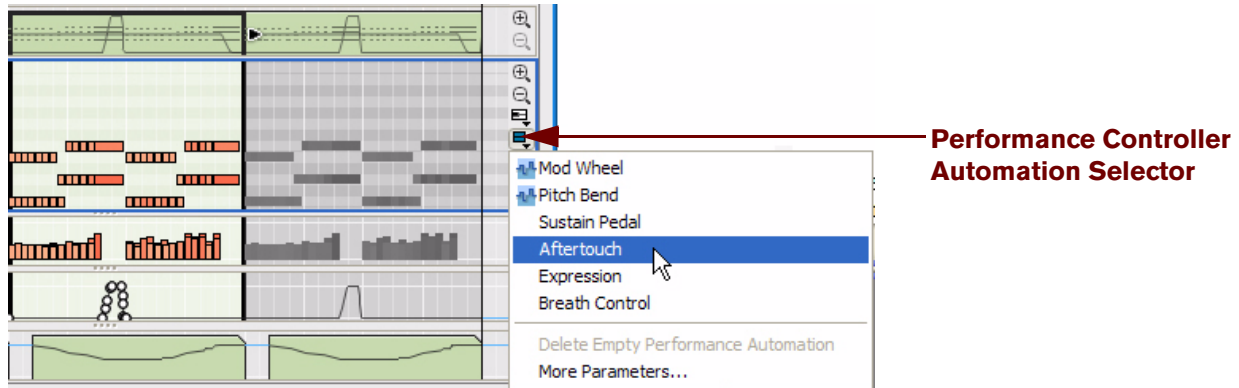 Performance Controller
Automation Selector
Mod Wheel
Pitch Bend
Sustain Pedal
Aftertouch
Expression
Breath Control
Delete Empty Performance Automation
More Parameters...